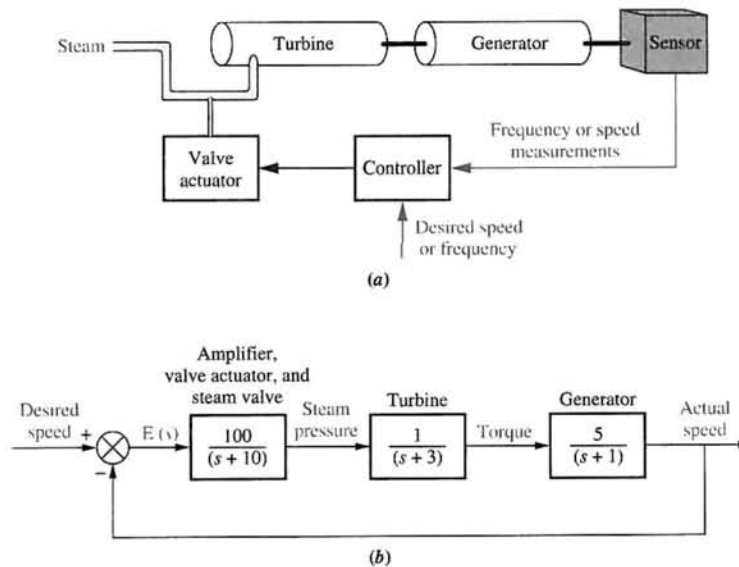 Steam
Turbine
Generator
Sensor
Valve
actuator
Controller
Frequency or speed
measurements
Desired speed
or frequency
(a)
Amplifier,
valve actuator, and
steam valve
Desired
speed
+
−
E (s)
100
(s + 10)
Steam
pressure
Turbine
1
(s + 3)
Torque
Generator
5
(s + 1)
Actual
speed
(b)